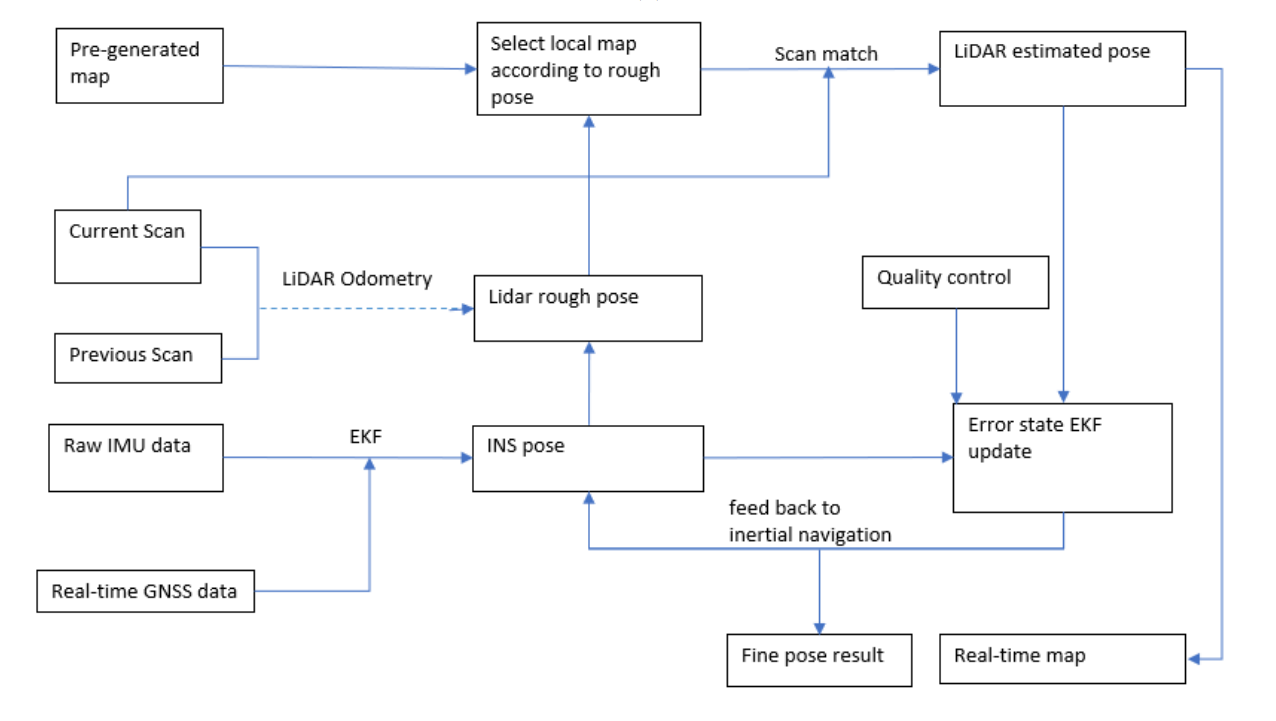 Pre-generated
map
Select local map
according to rough
pose
Scan match
LiDAR estimated pose
Current Scan
LiDAR Odometry
Lidar rough pose
Quality control
Previous Scan
Raw IMU data
EKF
INS pose
Error state EKF
update
feed back to
inertial navigation
Real-time GNSS data
Fine pose result
Real-time map